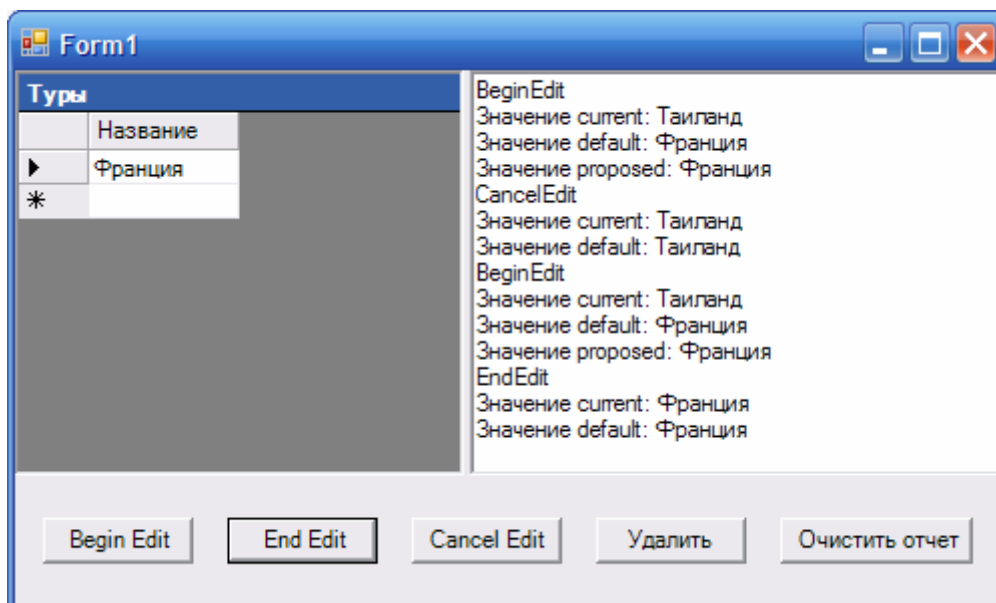 Form1
Туры
Название
Франция
BeginEdit
Значение current: Таиланд
Значение default: Франция
Значение proposed: Франция
CancelEdit
Значение current: Таиланд
Значение default: Таиланд
BeginEdit
Значение current: Таиланд
Значение default: Франция
Значение proposed: Франция
EndEdit
Значение current: Франция
Значение default: Франция
Begin Edit
End Edit
Cancel Edit
Удалить
Очистить отчет